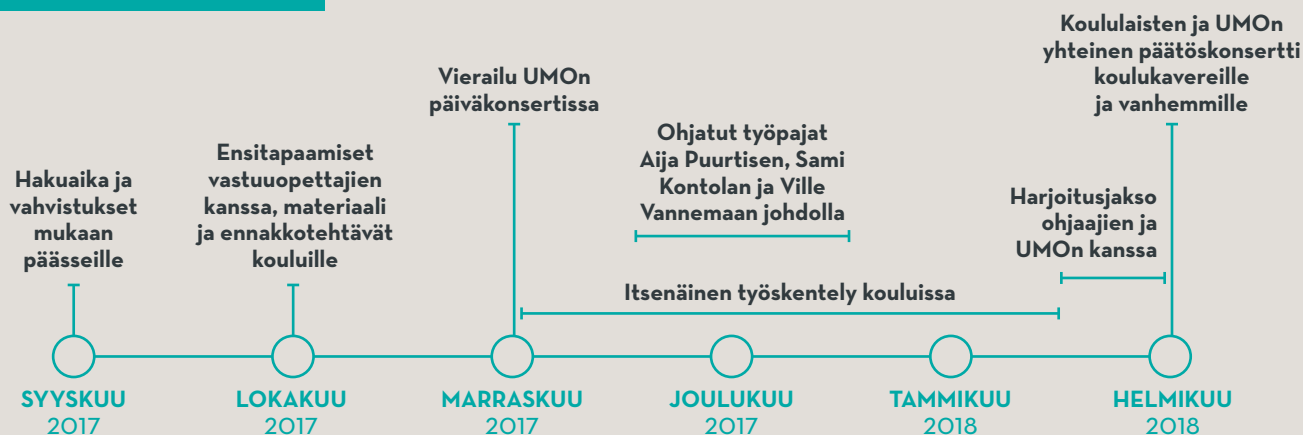 Hakuaika ja
vahvistukset
mukaan
päässeille
Ensitapaamiset
vastuuopettajien
kanssa, materiaali
ja ennakkotehtävät
kouluille
Vierailu UMOn
päiväkonsertissa
Ohjatut työpajat
Aija Puurtisen, Sami
Kontolan ja Ville
Vannemaan johdolla
Itsenäinen työskentely kouluissa
Harjoitusjakso
ohjaajien ja
UMOn kanssa
Koululaisten ja UMOn
yhteinen päätöskonsertti
koulukavereille
ja vanhemmille
SYYSKUU
2017
LOKAKUU
2017
MARRASKUU
2017
JOULUKUU
2017
TAMMIKUU
2018
HELMIKUU
2018